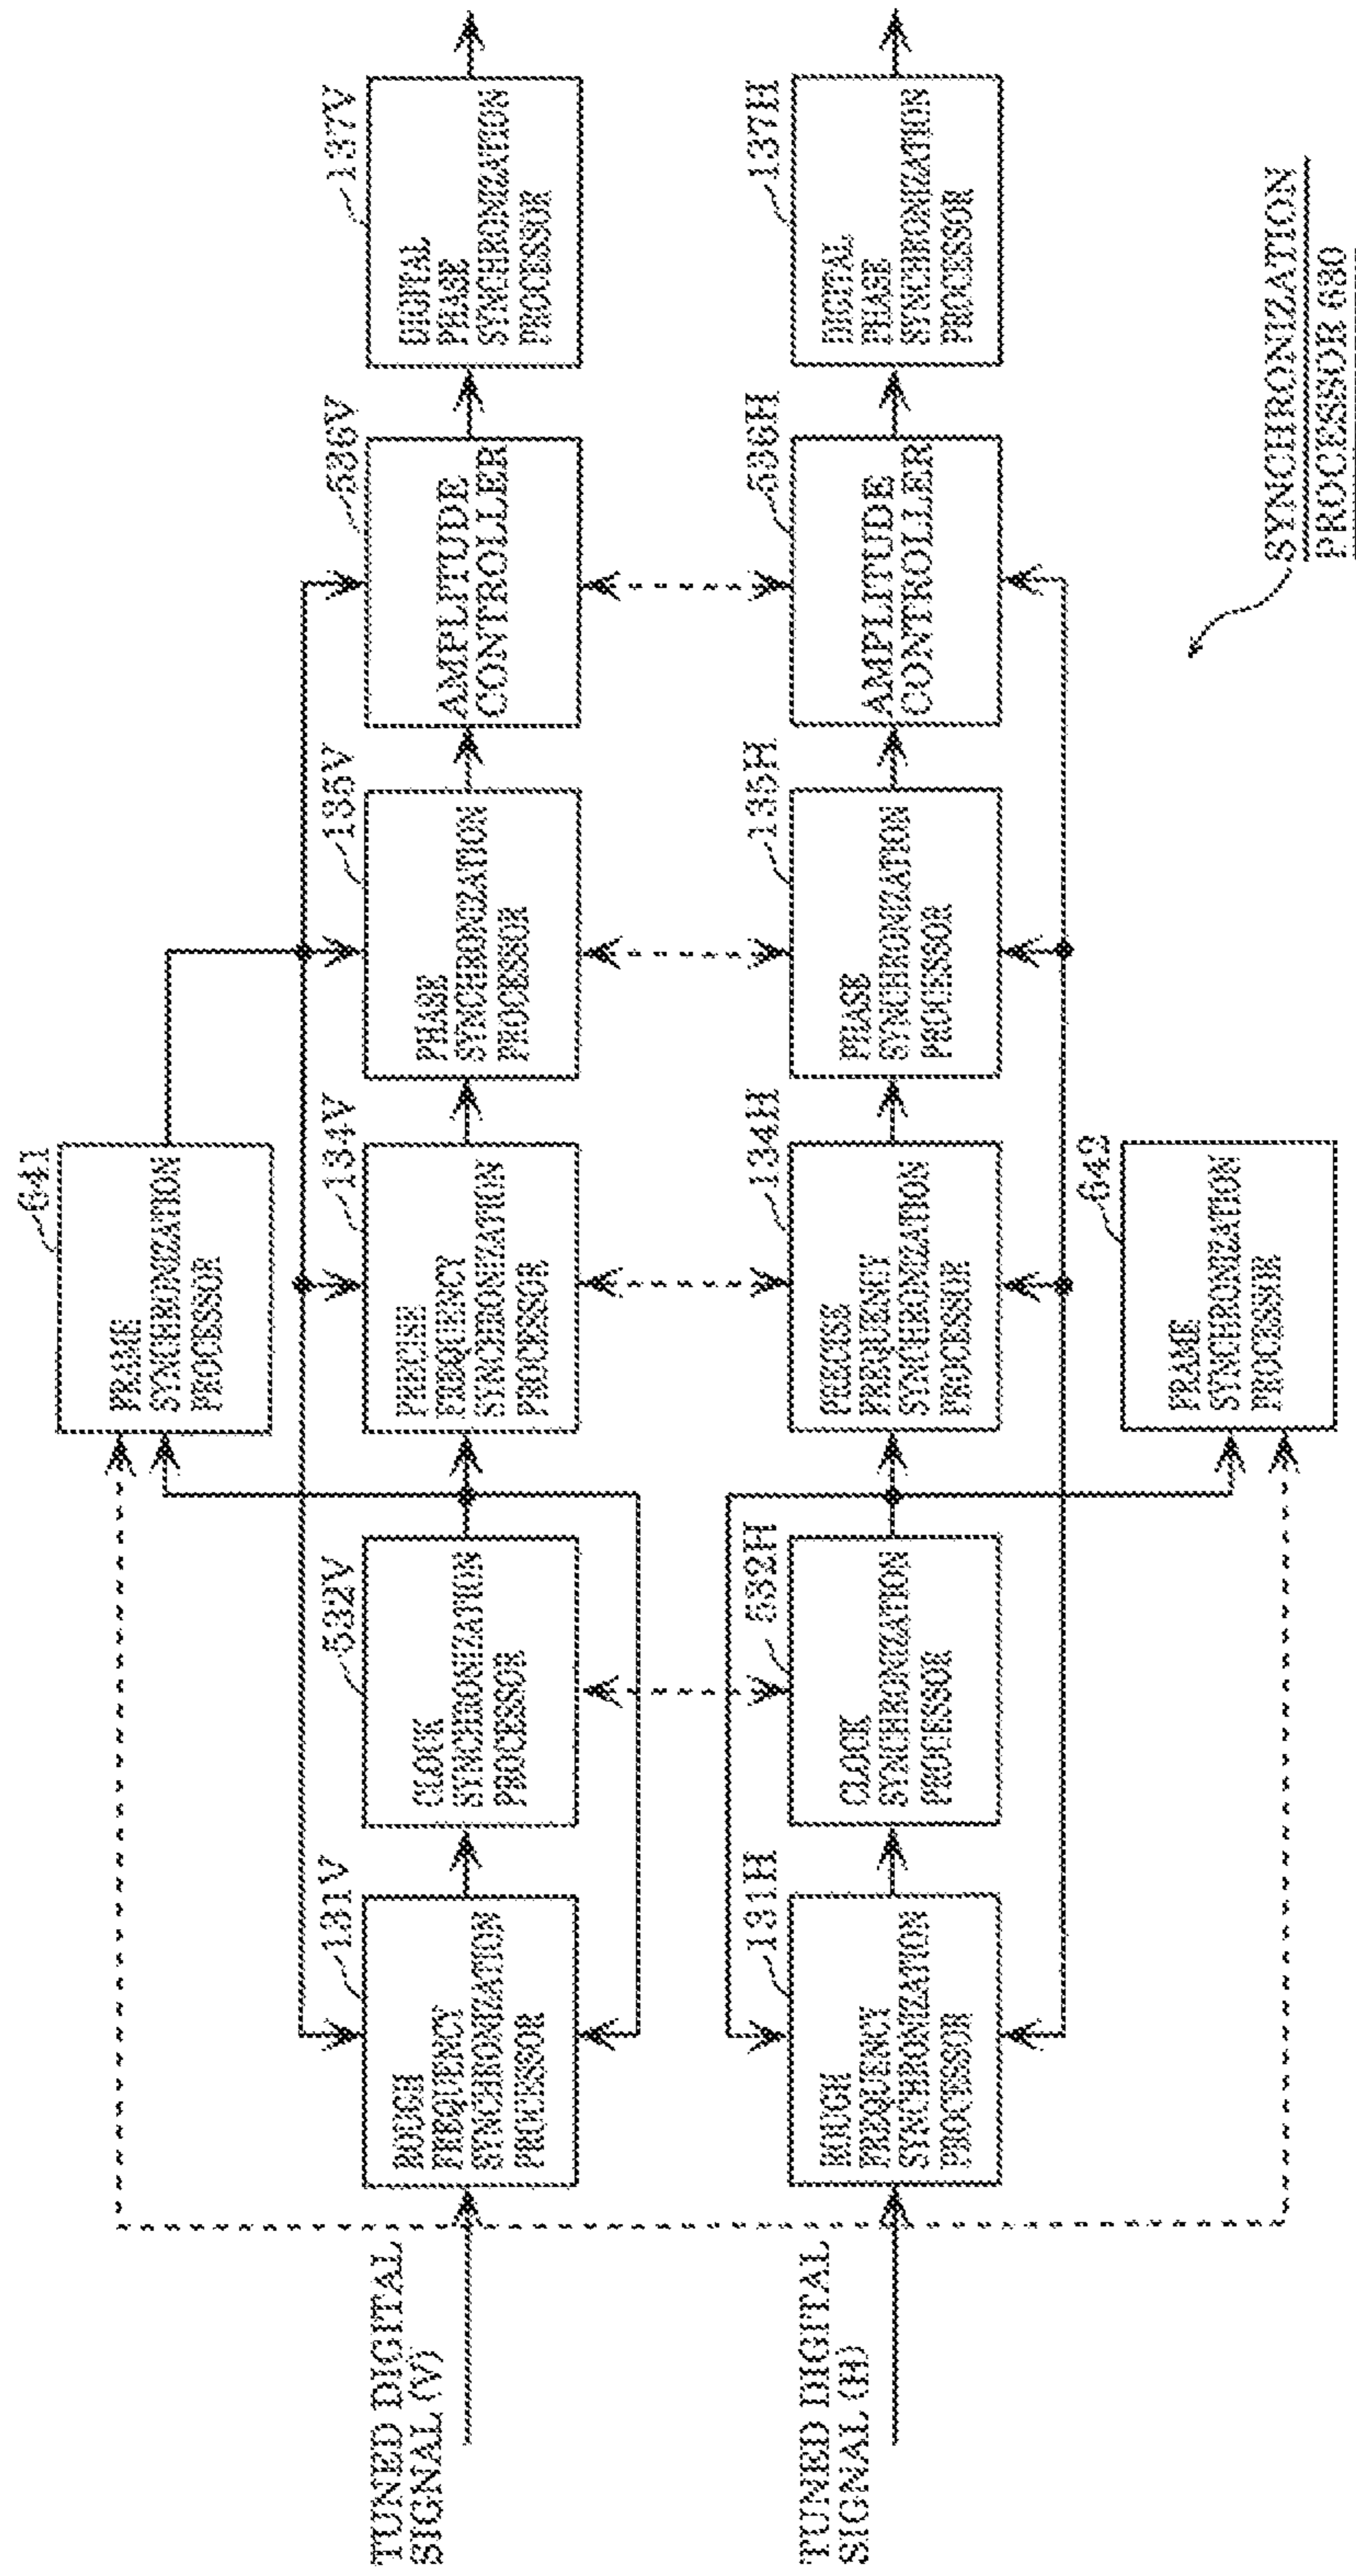 641
FRAME
SYNCHRONIZATION
PROCESSOR
TUNED DIGITAL
SIGNAL (V)
131V
ROUGH
FREQUENCY
SYNCHRONIZATION
PROCESSOR
532V
CLOCK
SYNCHRONIZATION
PROCESSOR
134V
PRECISE
FREQUENCY
SYNCHRONIZATION
PROCESSOR
135V
PHASE
SYNCHRONIZATION
PROCESSOR
536V
AMPLITUDE
CONTROLLER
137V
DIGITAL
PHASE
SYNCHRONIZATION
PROCESSOR
TUNED DIGITAL
SIGNAL (H)
131H
ROUGH
FREQUENCY
SYNCHRONIZATION
PROCESSOR
532H
CLOCK
SYNCHRONIZATION
PROCESSOR
134H
PRECISE
FREQUENCY
SYNCHRONIZATION
PROCESSOR
135H
PHASE
SYNCHRONIZATION
PROCESSOR
536H
AMPLITUDE
CONTROLLER
137H
DIGITAL
PHASE
SYNCHRONIZATION
PROCESSOR
642
FRAME
SYNCHRONIZATION
PROCESSOR
SYNCHRONIZATION
PROCESSOR 630